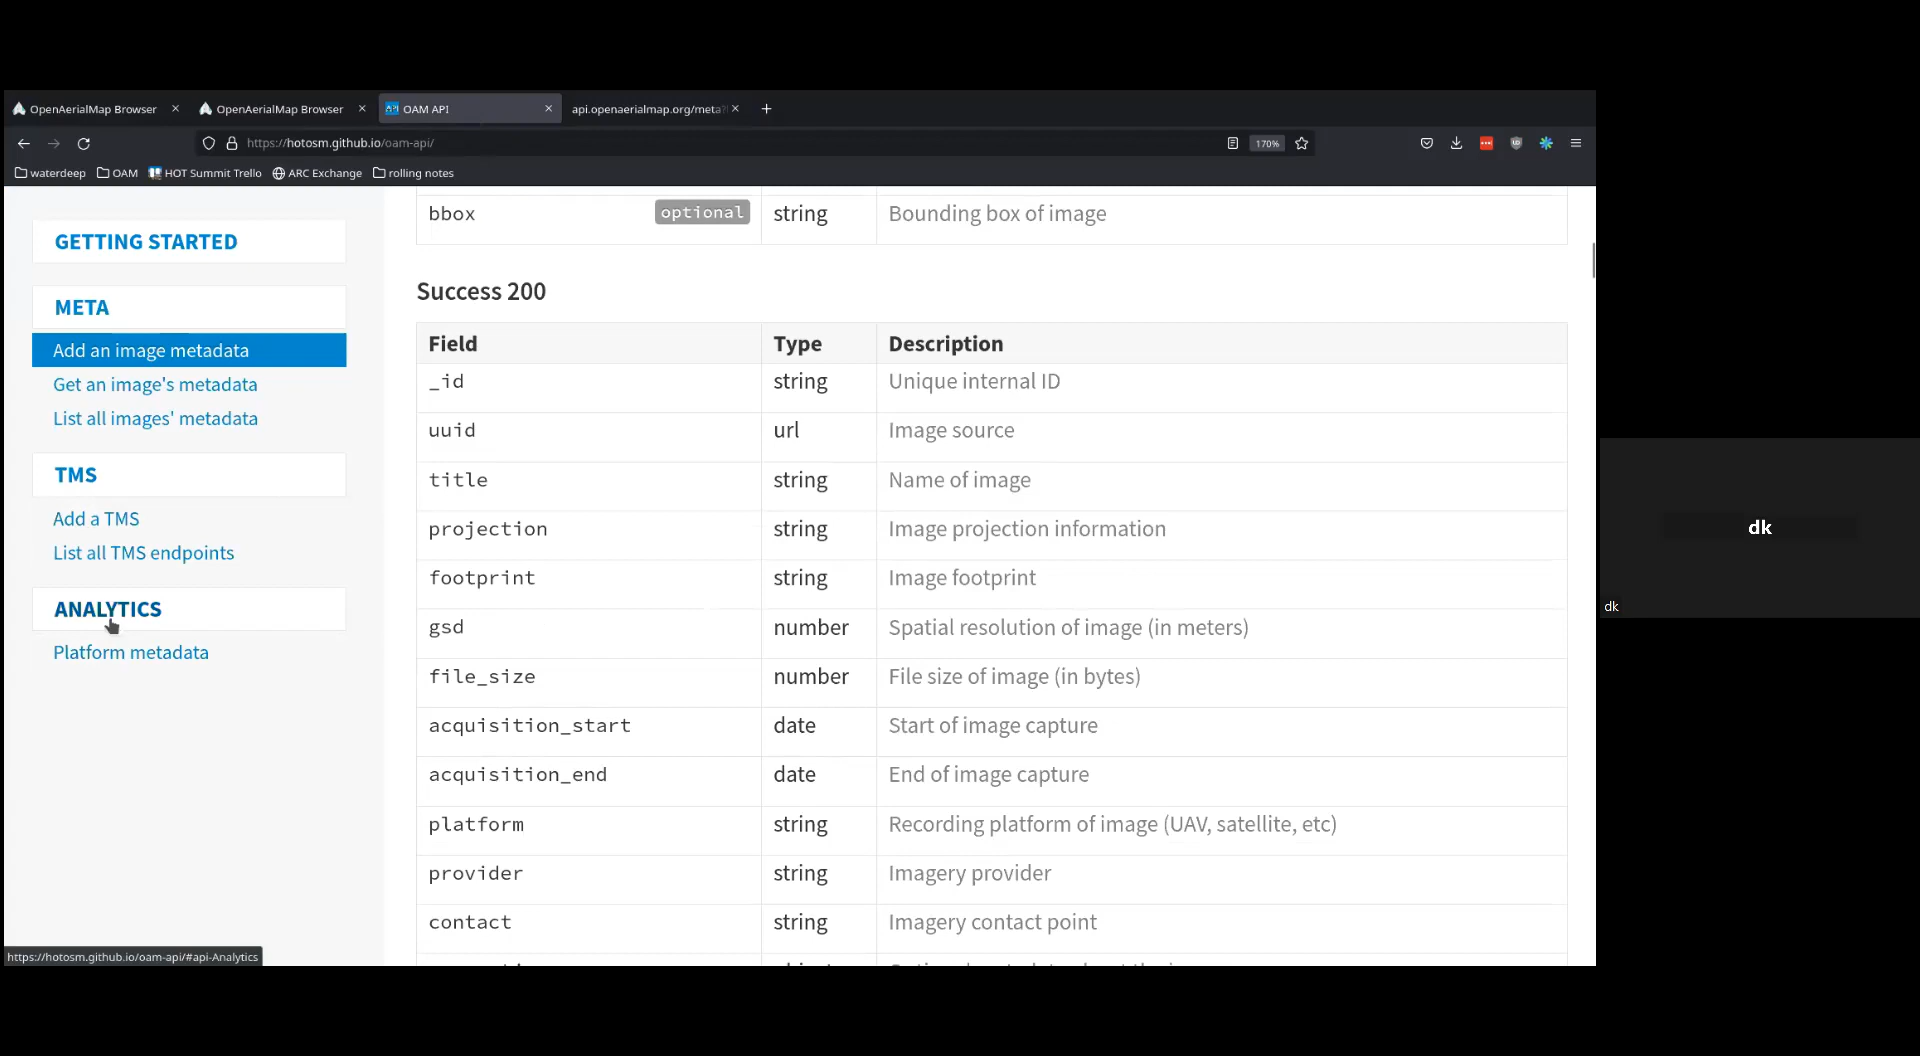 OpenAerialMap Browser
OpenAerialMap Browser
OAM API
api.openaerialmap.org/meta?
https://hotosm.github.io/oam-api/
170%
waterdeep
OAM
HOT Summit Trello
ARC Exchange
rolling notes
GETTING STARTED
META
Add an image metadata
Get an image's metadata
List all images' metadata
TMS
Add a TMS
List all TMS endpoints
ANALYTICS
Platform metadata
bbox optional string Bounding box of image
Success 200
Field Type Description
_id string Unique internal ID
uuid url Image source
title string Name of image
projection string Image projection information
footprint string Image footprint
gsd number Spatial resolution of image (in meters)
file_size number File size of image (in bytes)
acquisition_start date Start of image capture
acquisition_end date End of image capture
platform string Recording platform of image (UAV, satellite, etc)
provider string Imagery provider
contact string Imagery contact point
https://hotosm.github.io/oam-api/#api-Analytics
dk
dk